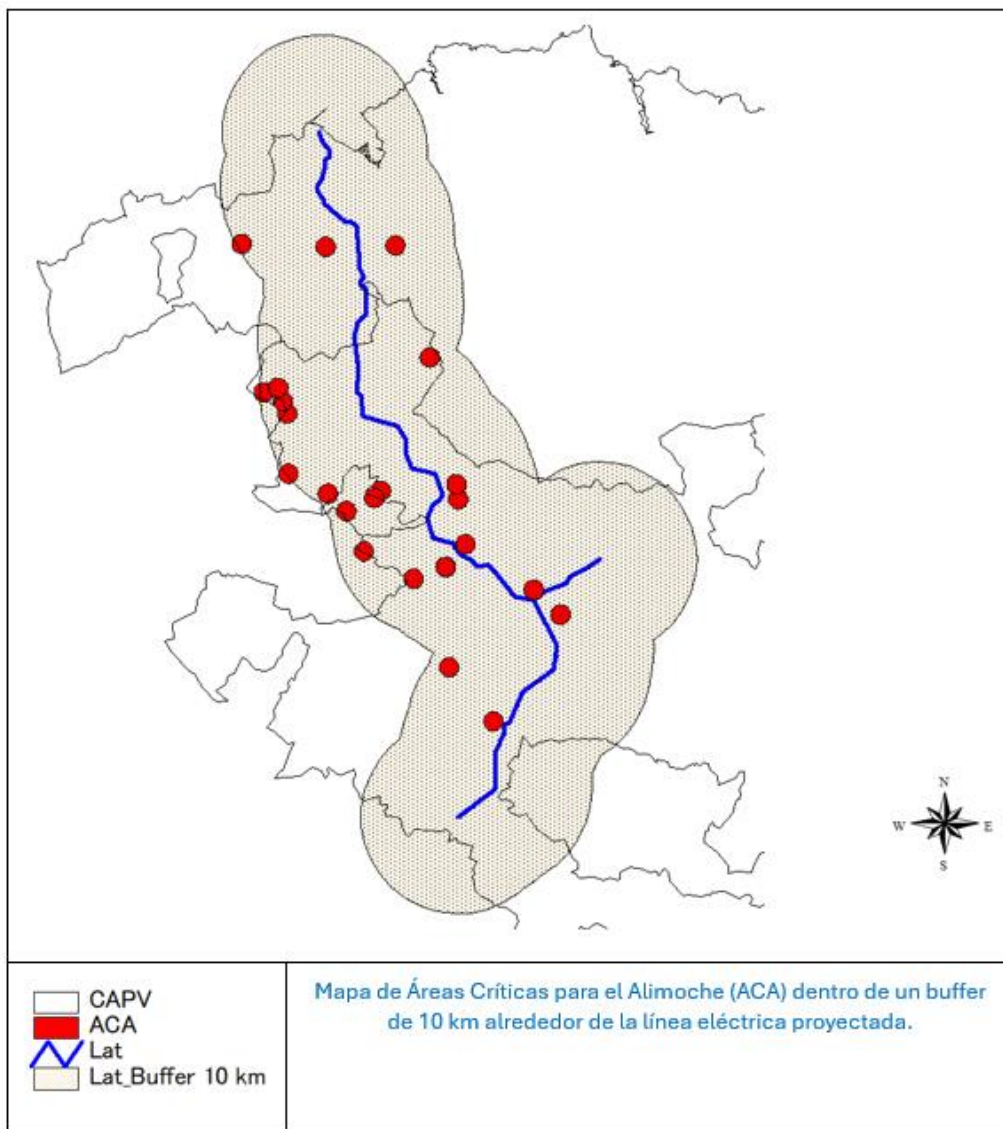 N
W
E
S
CAPV
ACA
Lat
Lat_Buffer 10 km
Mapa de Áreas Críticas para el Alimoche (ACA) dentro de un buffer
de 10 km alrededor de la línea eléctrica proyectada.